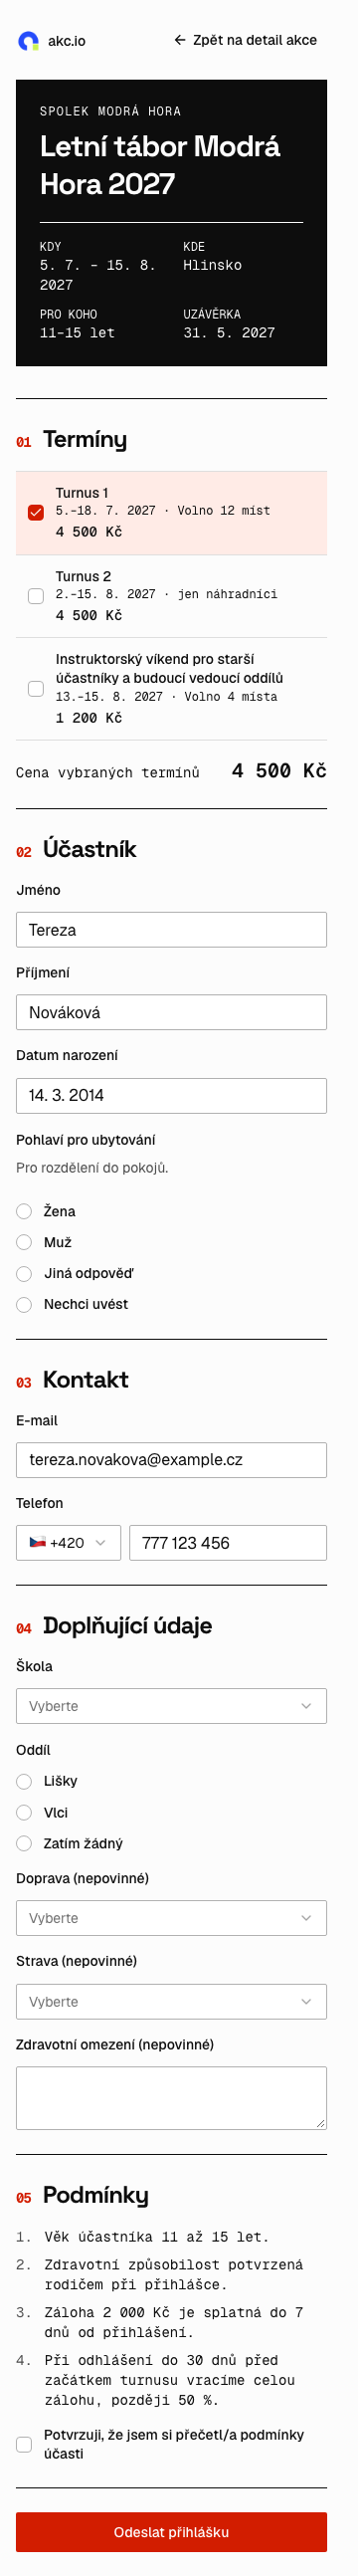 akc.io
← Zpět na detail akce
SPOLEK MODRÁ HORA
Letní tábor Modrá
Hora 2027
KDY
KDE
5. 7. – 15. 8.
2027
Hlinsko
PRO KOHO
UZÁVĚRKA
11–15 let
31. 5. 2027
01 Termíny
Turnus 1
5.–18. 7. 2027 · Volno 12 míst
4 500 Kč
Turnus 2
2.–15. 8. 2027 · jen náhradníci
4 500 Kč
Instruktorský víkend pro starší
účastníky a budoucí vedoucí oddílů
13.–15. 8. 2027 · Volno 4 místa
1 200 Kč
Cena vybraných termínů 4 500 Kč
02 Účastník
Jméno
Tereza
Příjmení
Nováková
Datum narození
14. 3. 2014
Pohlaví pro ubytování
Pro rozdělení do pokojů.
Žena
Muž
Jiná odpověď
Nechci uvést
03 Kontakt
E-mail
tereza.novakova@example.cz
Telefon
+420 777 123 456
04 Doplňující údaje
Škola
Vyberte
Oddíl
Lišky
Vlci
Zatím žádný
Doprava (nepovinné)
Vyberte
Strava (nepovinné)
Vyberte
Zdravotní omezení (nepovinné)
05 Podmínky
1. Věk účastníka 11 až 15 let.
2. Zdravotní způsobilost potvrzená
rodičem při přihlášce.
3. Záloha 2 000 Kč je splatná do 7
dnů od přihlášení.
4. Při odhlášení do 30 dnů před
začátkem turnusu vracíme celou
zálohu, později 50 %.
Potvrzuji, že jsem si přečetl/a podmínky
účasti
Odeslat přihlášku